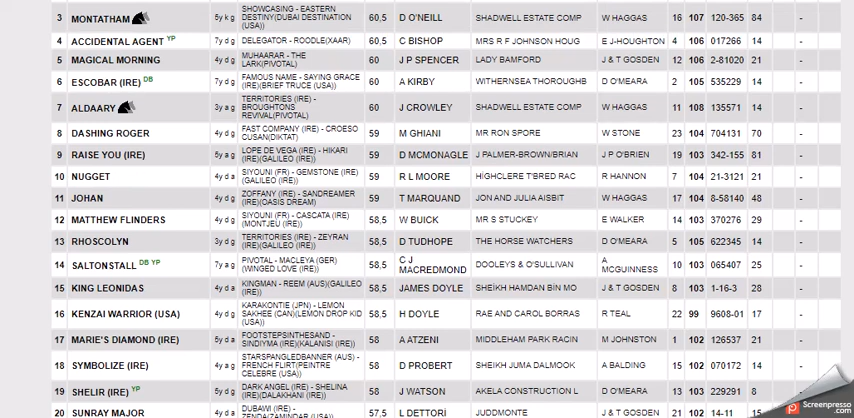 3 MONTATHAM 5y k g SHOWCASING - EASTERN DESTINY(DUBAI DESTINATION (USA)) 60,5 D O'NEILL SHADWELL ESTATE COMP W HAGGAS 16 107 120-365 84 -
4 ACCIDENTAL AGENT YP 7y d g DELEGATOR - ROODLE(XAAR) 60,5 C BISHOP MRS R F JOHNSON HOUG E J-HOUGHTON 4 106 017266 14 -
5 MAGICAL MORNING 4y d g MUHAARAR - THE LARK(PIVOTAL) 60 J P SPENCER LADY BAMFORD J & T GOSDEN 12 106 2-81020 21 -
6 ESCOBAR (IRE) DB 7y d g FAMOUS NAME - SAYING GRACE (IRE)(BRIEF TRUCE (USA)) 60 A KIRBY WITHERNSEA THOROUGHB D O'MEARA 2 105 535229 14 -
7 ALDAARY 3y a g TERRITORIES (IRE) - BROUGHTONS REVIVAL(PIVOTAL) 60 J CROWLEY SHADWELL ESTATE COMP W HAGGAS 11 108 135571 14 -
8 DASHING ROGER 4y d g FAST COMPANY (IRE) - CROESO CUSAN(DIKTAT) 59 M GHIANI MR RON SPORE W STONE 23 104 704131 70 -
9 RAISE YOU (IRE) 5y a g LOPE DE VEGA (IRE) - HIKARI (IRE)(GALILEO (IRE)) 59 D MCMONAGLE J PALMER-BROWN/BRIAN J P O'BRIEN 19 103 342-155 81 -
10 NUGGET 4y d a SIYOUNI (FR) - GEMSTONE (IRE)(GALILEO (IRE)) 59 R L MOORE HİGHCLERE T'BRED RAC R HANNON 7 104 21-3121 21 -
11 JOHAN 4y d g ZOFFANY (IRE) - SANDREAMER (IRE)(OASIS DREAM) 59 T MARQUAND JON AND JULIA AISBIT W HAGGAS 17 104 8-58140 48 -
12 MATTHEW FLINDERS 4y d g SIYOUNI (FR) - CASCATA (IRE)(MONTJEU (IRE)) 58,5 W BUICK MR S STUCKEY E WALKER 14 103 370276 29 -
13 RHOSCOLYN 3y d g TERRITORIES (IRE) - ZEYRAN (IRE)(GALILEO (IRE)) 58,5 D TUDHOPE THE HORSE WATCHERS D O'MEARA 5 105 622345 14 -
14 SALTONSTALL DB YP 7y a g PIVOTAL - MACLEYA (GER)(WINGED LOVE (IRE)) 58,5 C J MACREDMOND DOOLEYS & O'SULLIVAN A MCGUINNESS 10 103 065407 25 -
15 KING LEONIDAS 4y d a KINGMAN - REEM (AUS)(GALILEO (IRE)) 58,5 JAMES DOYLE SHEİKH HAMDAN BİN MO J & T GOSDEN 8 103 1-16-3 28 -
16 KENZAI WARRIOR (USA) 4y d g KARAKONTIE (JPN) - LEMON SAKHEE (CAN)(LEMON DROP KID (USA)) 58,5 H DOYLE RAE AND CAROL BORRAS R TEAL 22 99 9608-01 17 -
17 MARIE'S DIAMOND (IRE) 5y d a FOOTSTEPSINTHESAND - SINDIYMA (IRE)(KALANISI (IRE)) 58 A ATZENI MIDDLEHAM PARK RACIN M JOHNSTON 1 102 126537 21 -
18 SYMBOLIZE (IRE) 4y a g STARSPANGLEDBANNER (AUS) - FRENCH FLIRT(PEINTRE CELEBRE (USA)) 58 D PROBERT SHEIKH JUMA DALMOOK A BALDING 15 102 070172 14 -
19 SHELIR (IRE) YP 5y d g DARK ANGEL (IRE) - SHELINA (IRE)(DALAKHANI (IRE)) 58 J WATSON AKELA CONSTRUCTION L D O'MEARA 13 103 229291 8 -
20 SUNRAY MAJOR 4y d a DUBAWI (IRE) - ZENDA(ZAMINDAR (USA)) 57,5 L DETTORİ JUDDMONTE J & T GOSDEN 21 102 14-11 15
Screenpresso.com